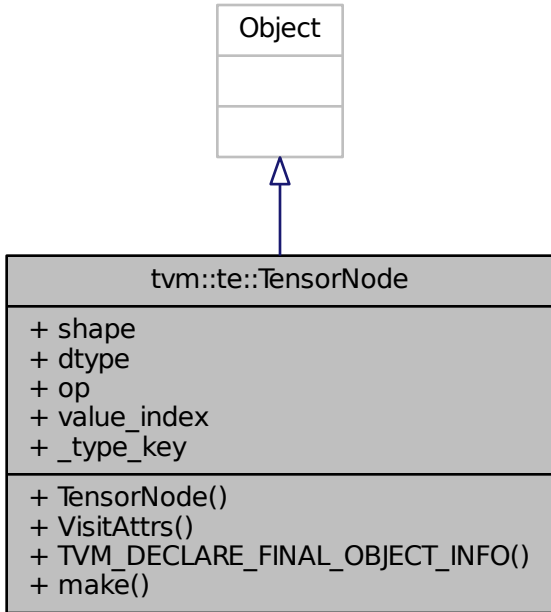 Object
tvm::te::TensorNode
+ shape
+ dtype
+ op
+ value_index
+ _type_key
+ TensorNode()
+ VisitAttrs()
+ TVM_DECLARE_FINAL_OBJECT_INFO()
+ make()